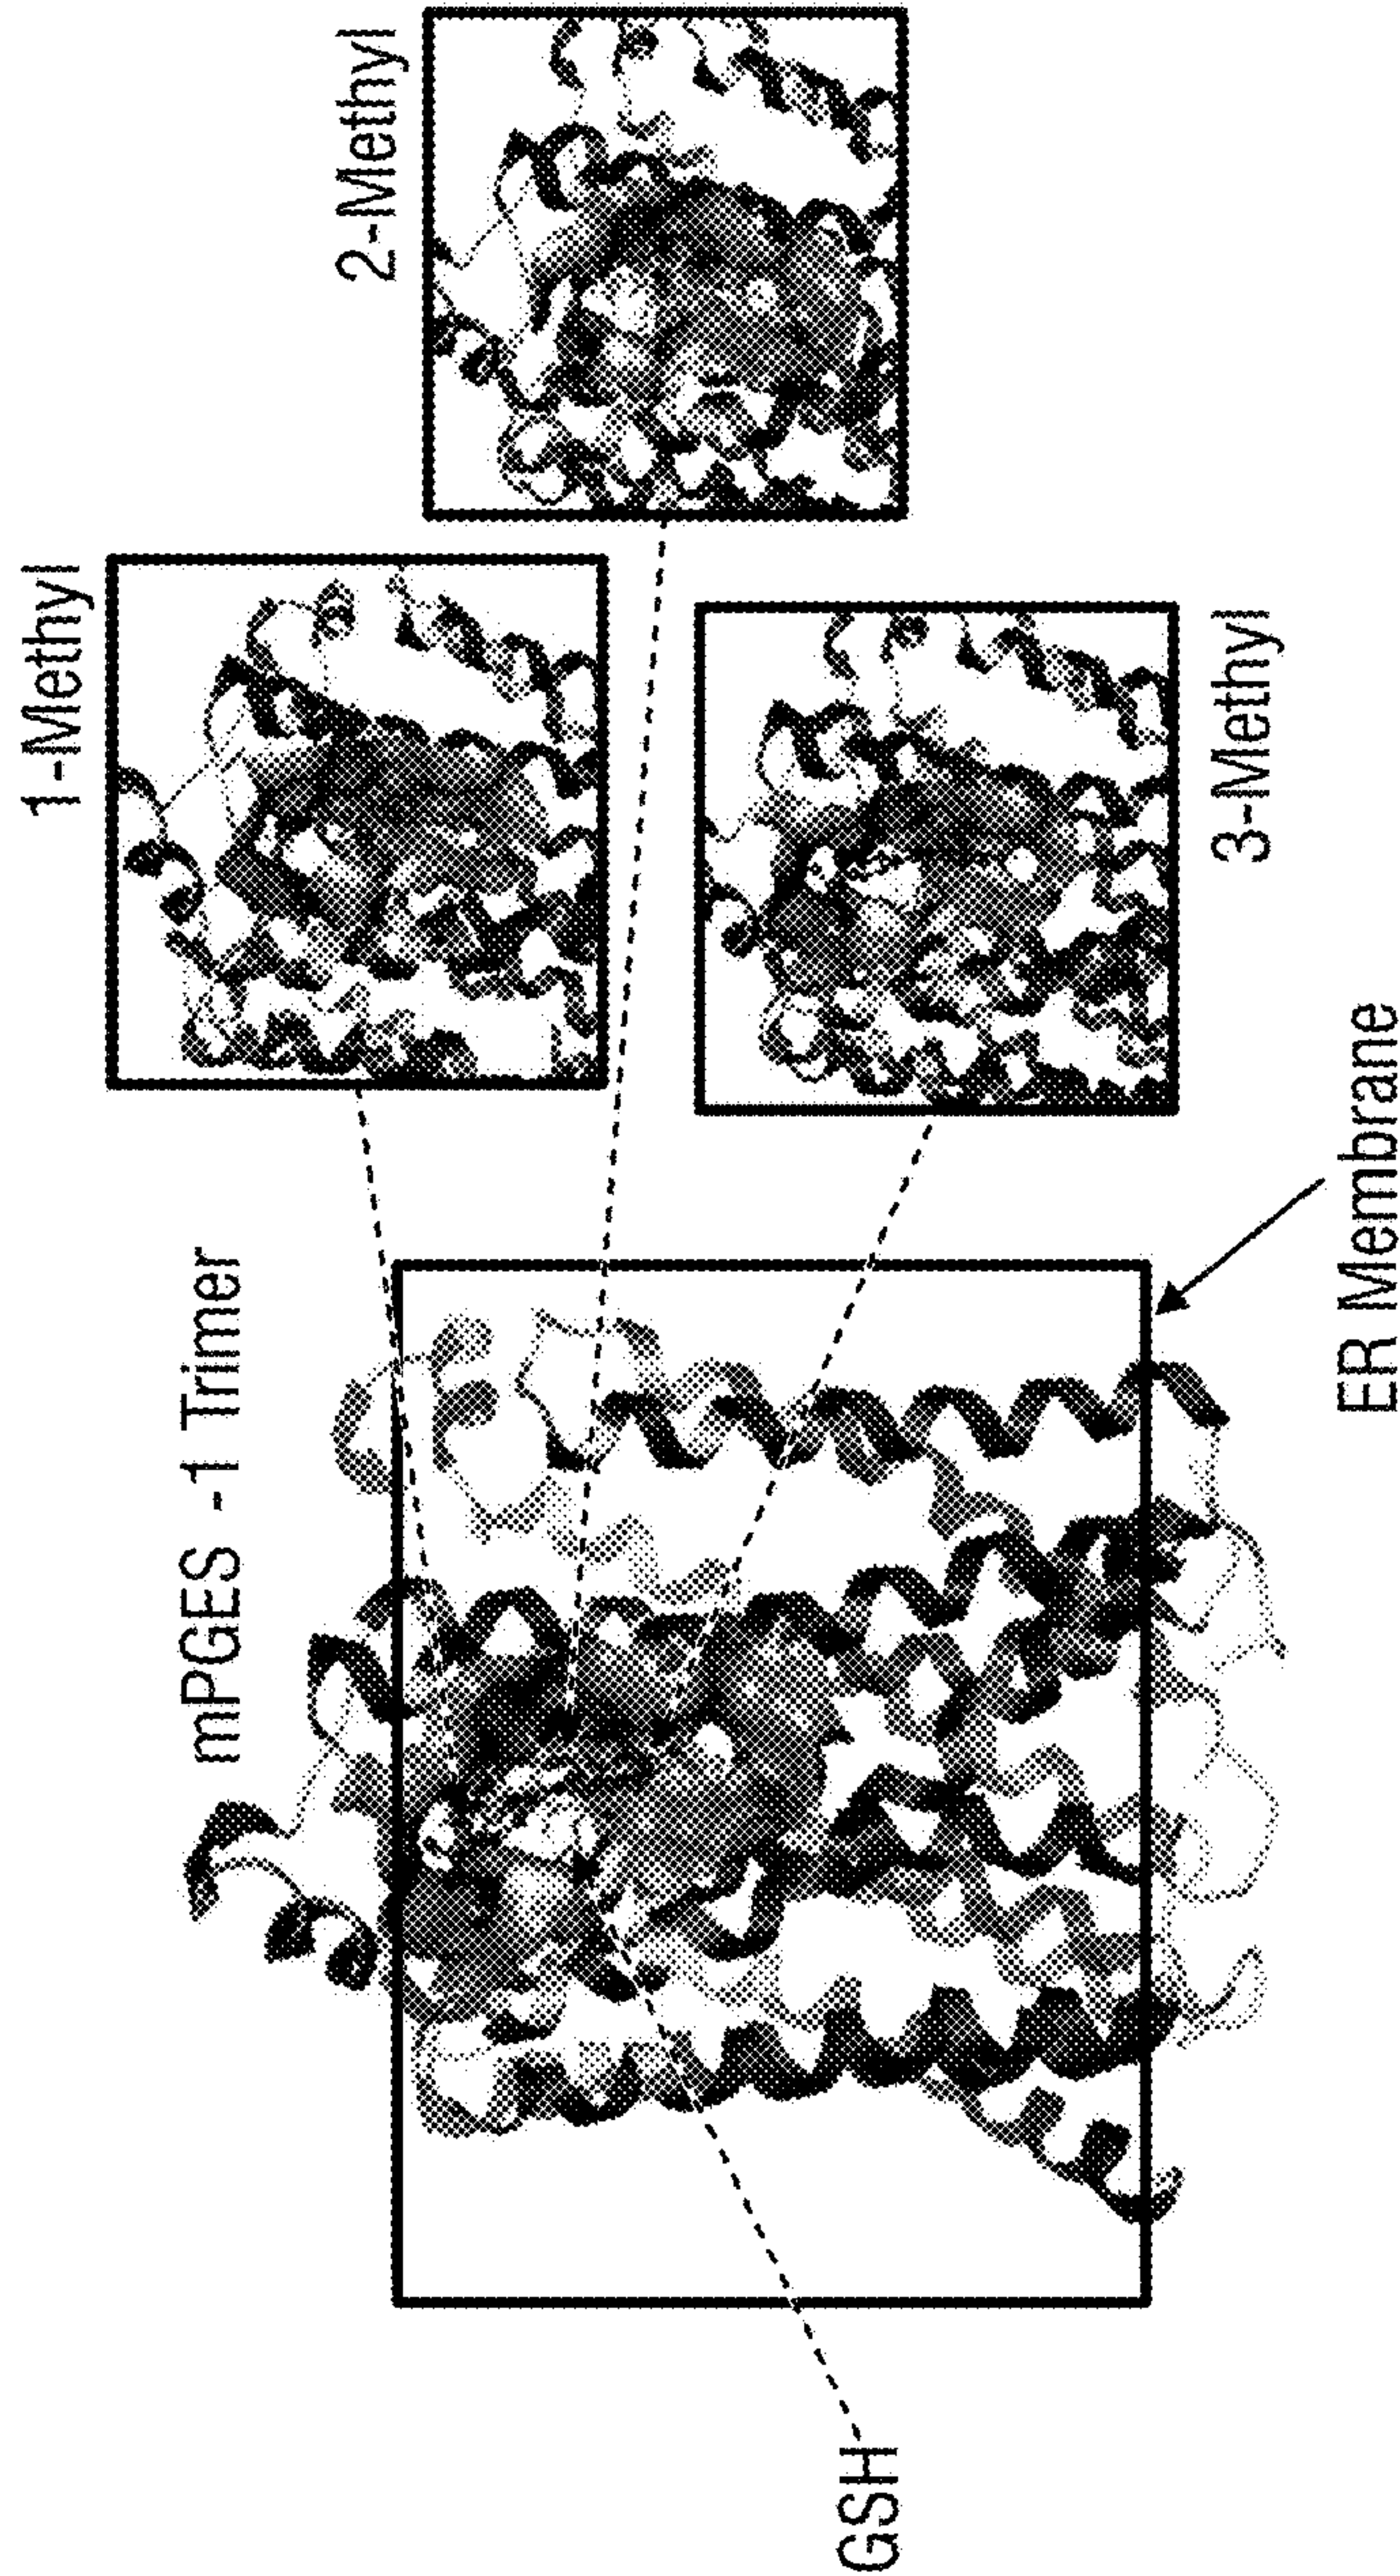 mPGES -1 Trimer
1-Methyl
2-Methyl
3-Methyl
GSH
ER Membrane